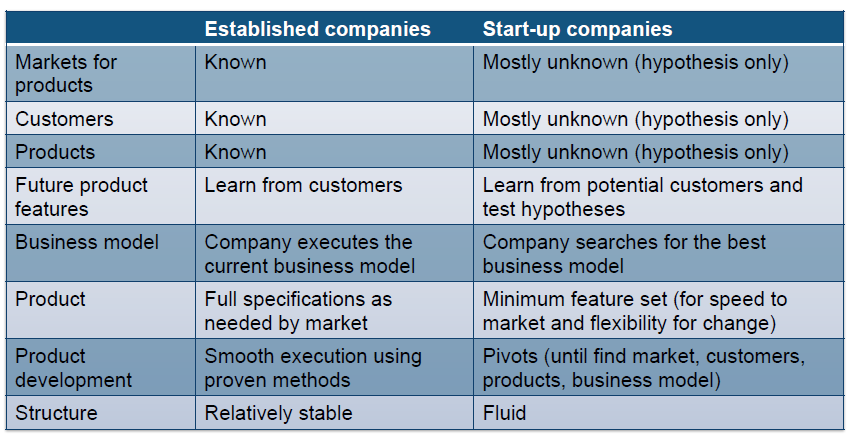 Established companies Start-up companies
Markets for products Known Mostly unknown (hypothesis only)
Customers Known Mostly unknown (hypothesis only)
Products Known Mostly unknown (hypothesis only)
Future product features Learn from customers Learn from potential customers and test hypotheses
Business model Company executes the current business model Company searches for the best business model
Product Full specifications as needed by market Minimum feature set (for speed to market and flexibility for change)
Product development Smooth execution using proven methods Pivots (until find market, customers, products, business model)
Structure Relatively stable Fluid